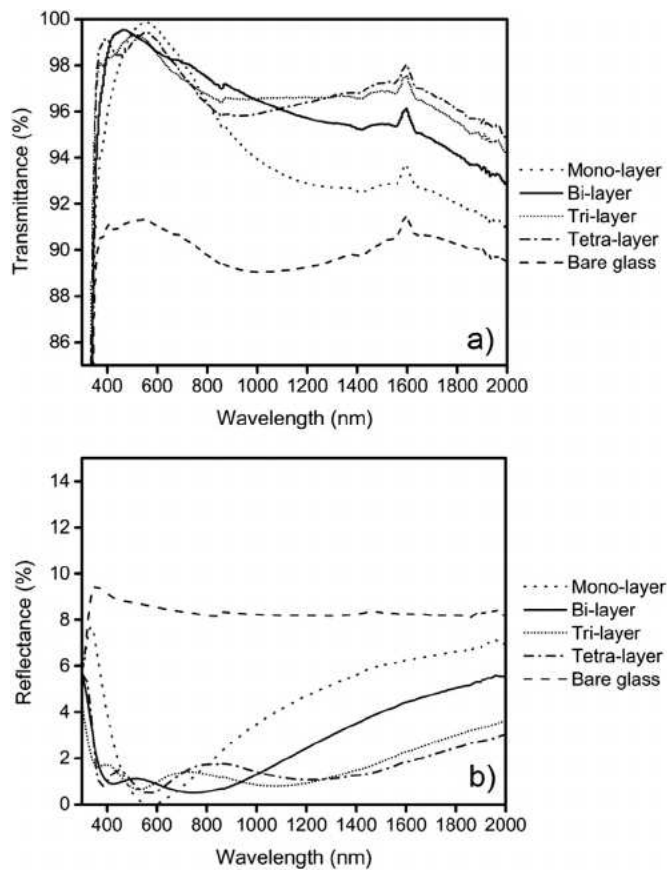 100
98
96
94
92
90
88
86
Transmittance (%)
400 600 800 1000 1200 1400 1600 1800 2000
Wavelength (nm)
Mono-layer
Bi-layer
Tri-layer
Tetra-layer
Bare glass
a)
14
12
10
8
6
4
2
0
Reflectance (%)
400 600 800 1000 1200 1400 1600 1800 2000
Wavelength (nm)
Mono-layer
Bi-layer
Tri-layer
Tetra-layer
Bare glass
b)